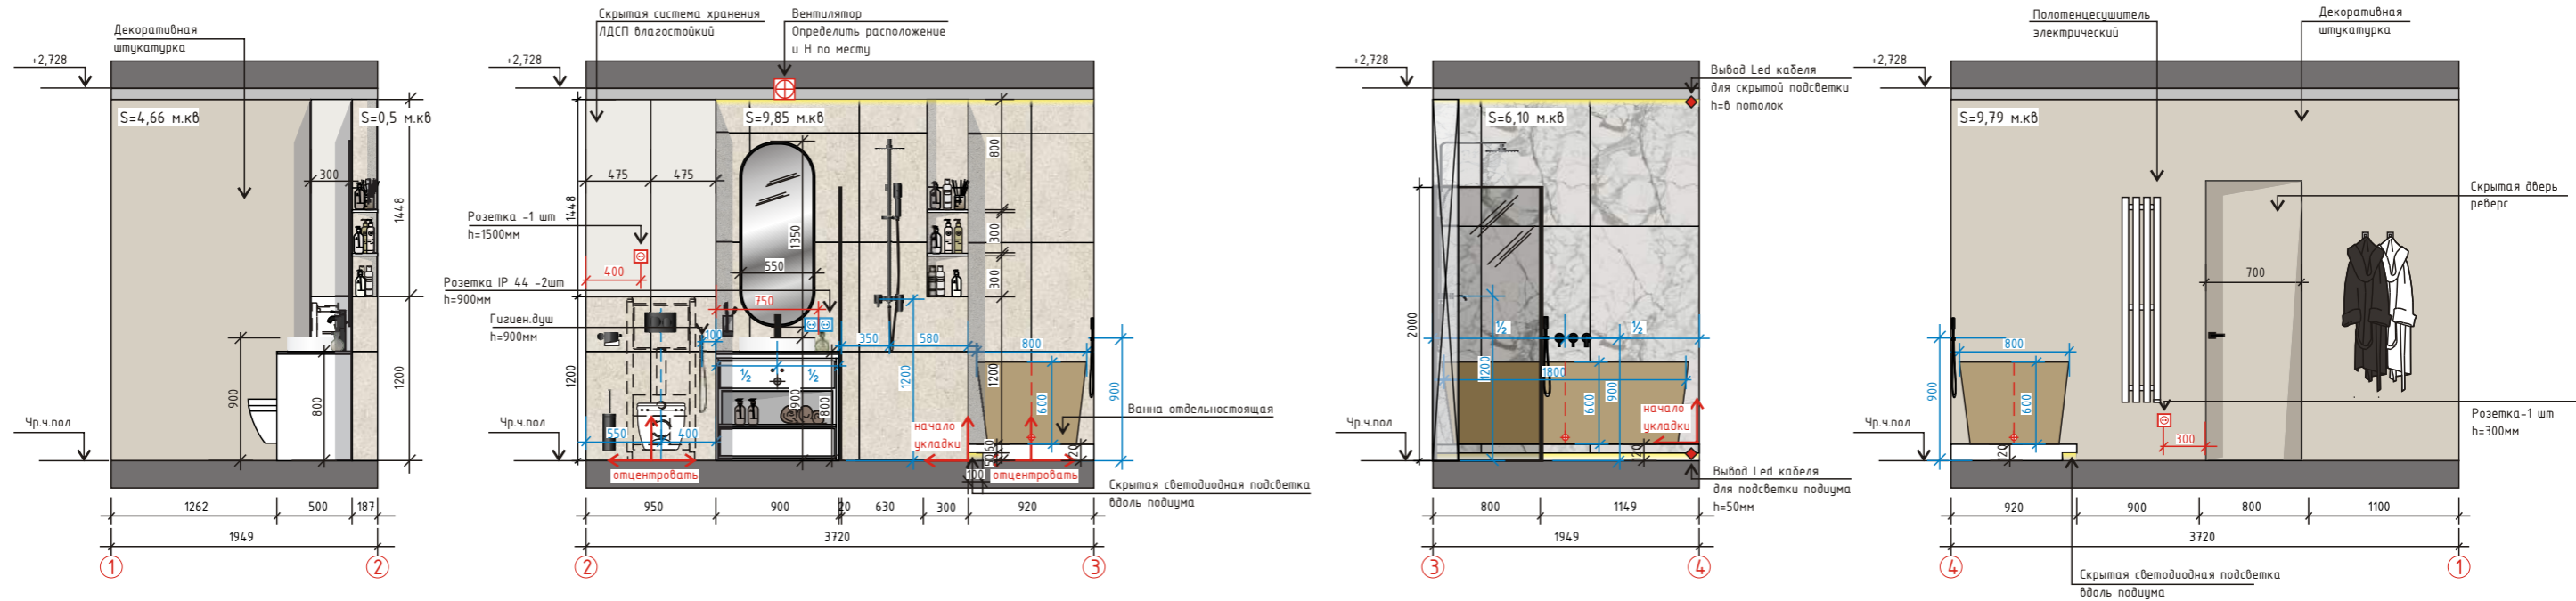 Декоративная
штукатурка
+2,728
S=4,66 м.кв
S=0,5 м.кв
300
1448
900
800
1200
Ур.ч.пол
1262
500
187
1949
1
2
Скрытая система хранения
ЛДСП влагостойкий
Вентилятор
Определить расположение
и Н по месту
+2,728
S=9,85 м.кв
475
475
1448
Розетка -1 шт
h=1500мм
400
Розетка IP 44 -2шт
h=900мм
Гигиен.душ
h=900мм
1350
550
750
100
350
580
800
300
300
800
1200
1200
1200
½
½
900
800
600
900
550
400
начало
укладки
отцентровать
отцентровать
60
50
120
100
Ур.ч.пол
Ванна отдельностоящая
Скрытая светодиодная подсветка
вдоль подиума
950
900
20
630
300
920
3720
2
3
+2,728
S=6,10 м.кв
Вывод Led кабеля
для скрытой подсветки
h=в потолок
2000
½
½
1200
1800
600
900
начало
укладки
120
Ур.ч.пол
Вывод Led кабеля
для подсветки подиума
h=50мм
800
1149
1949
3
4
Полотенцесушитель
электрический
Декоративная
штукатурка
+2,728
S=9,79 м.кв
Скрытая дверь
реверс
700
800
900
600
300
120
Ур.ч.пол
Розетка-1 шт
h=300мм
920
900
800
1100
3720
4
1
Скрытая светодиодная подсветка
вдоль подиума